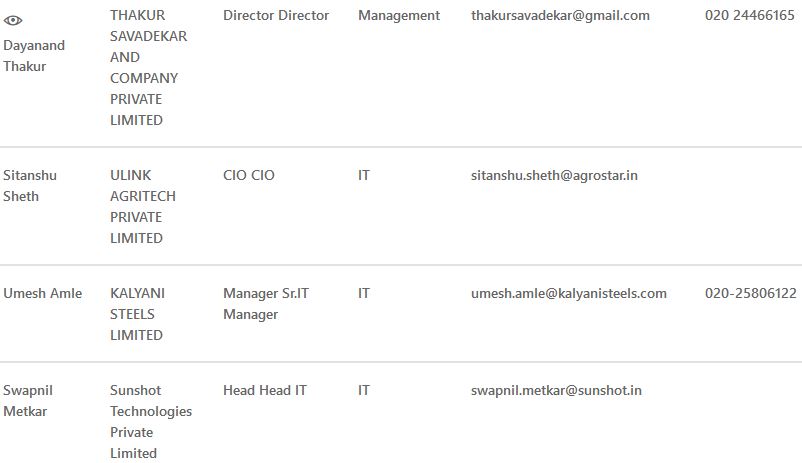 Dayanand
Thakur
THAKUR
SAVADEKAR
AND
COMPANY
PRIVATE
LIMITED
Director Director
Management
thakursavadekar@gmail.com
020 24466165
Sitanshu
Sheth
ULINK
AGRITECH
PRIVATE
LIMITED
CIO CIO
IT
sitanshu.sheth@agrostar.in
Umesh Amle
KALYANI
STEELS
LIMITED
Manager Sr.IT
Manager
IT
umesh.amle@kalyanisteels.com
020-25806122
Swapnil
Metkar
Sunshot
Technologies
Private
Limited
Head Head IT
IT
swapnil.metkar@sunshot.in